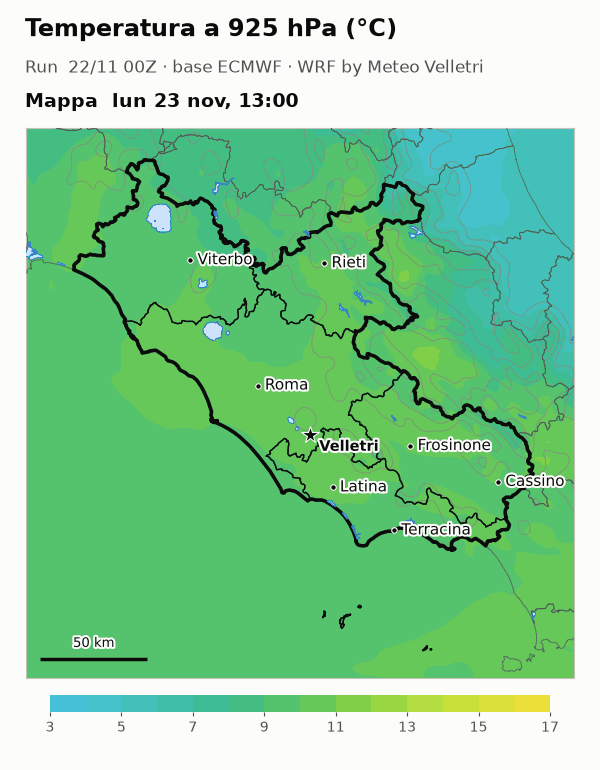 Temperatura a 925 hPa (°C)
Run  22/11 00Z · base ECMWF · WRF by Meteo Velletri
Mappa  lun 23 nov, 13:00
Viterbo
Rieti
Roma
Velletri
Frosinone
Cassino
Latina
Terracina
50 km
3 5 7 9 11 13 15 17